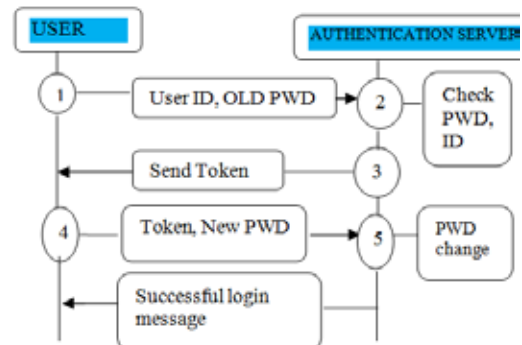 USER
AUTHENTICATION SERVER
1
User ID, OLD PWD
2
Check
PWD,
ID
Send Token
3
4
Token, New PWD
5
PWD
change
Successful login
message